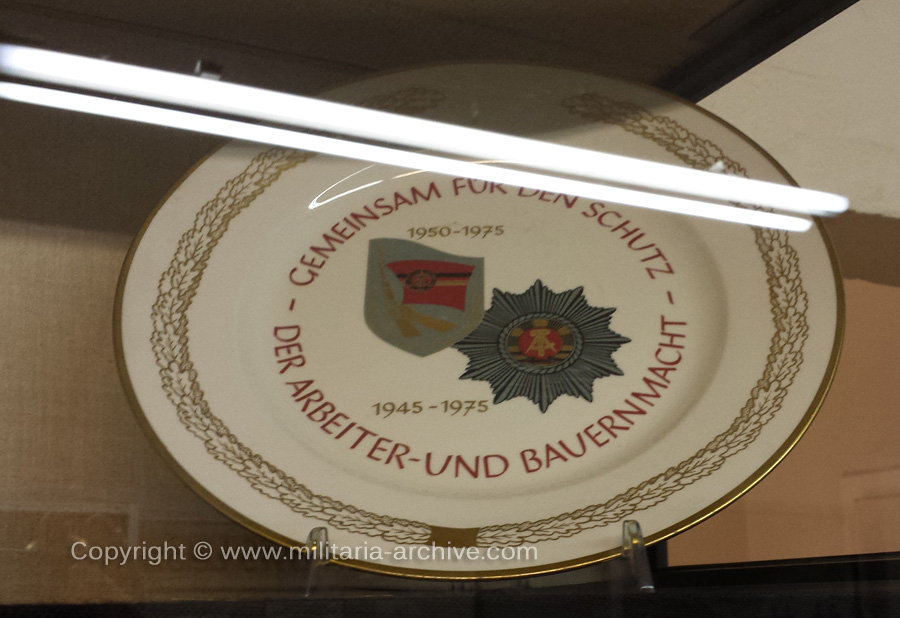 GEMEINSAM FÜR DEN SCHUTZ
1950-1975
1945-1975
DER ARBEITER-UND BAUERNMACHT
Copyright © www.militaria-archive.com